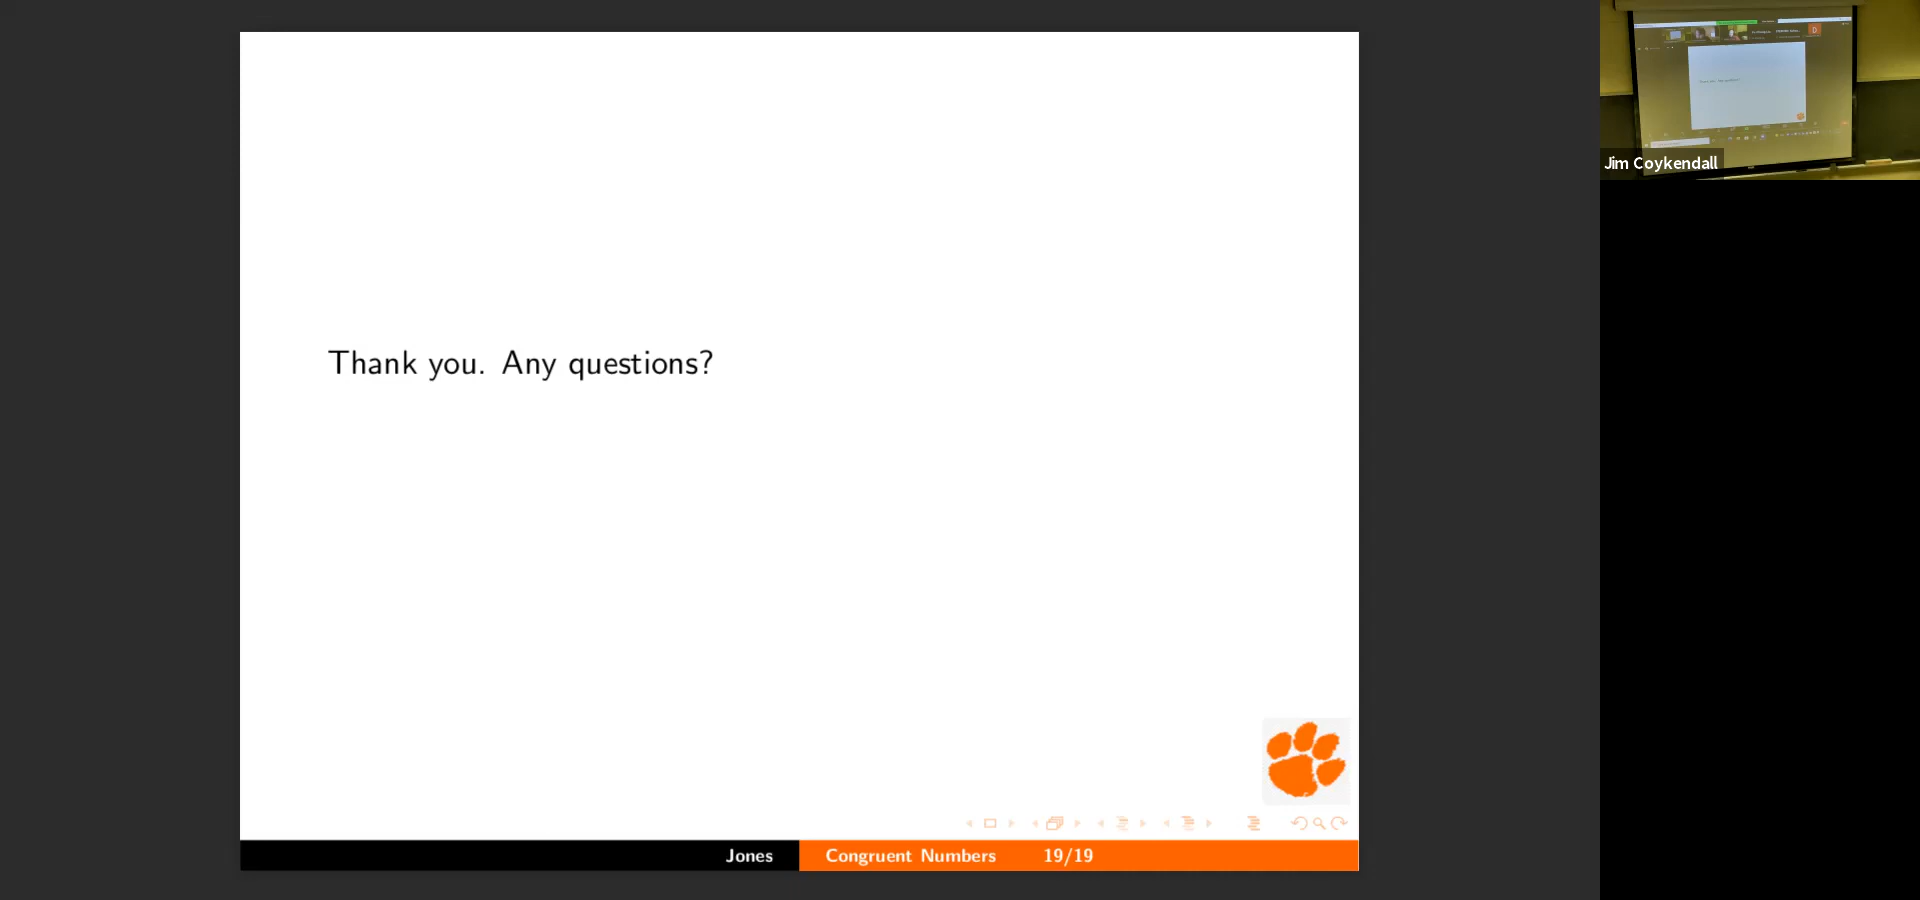 Thank you. Any questions?
Jones
Congruent Numbers
19/19
Jim Coykendall
D